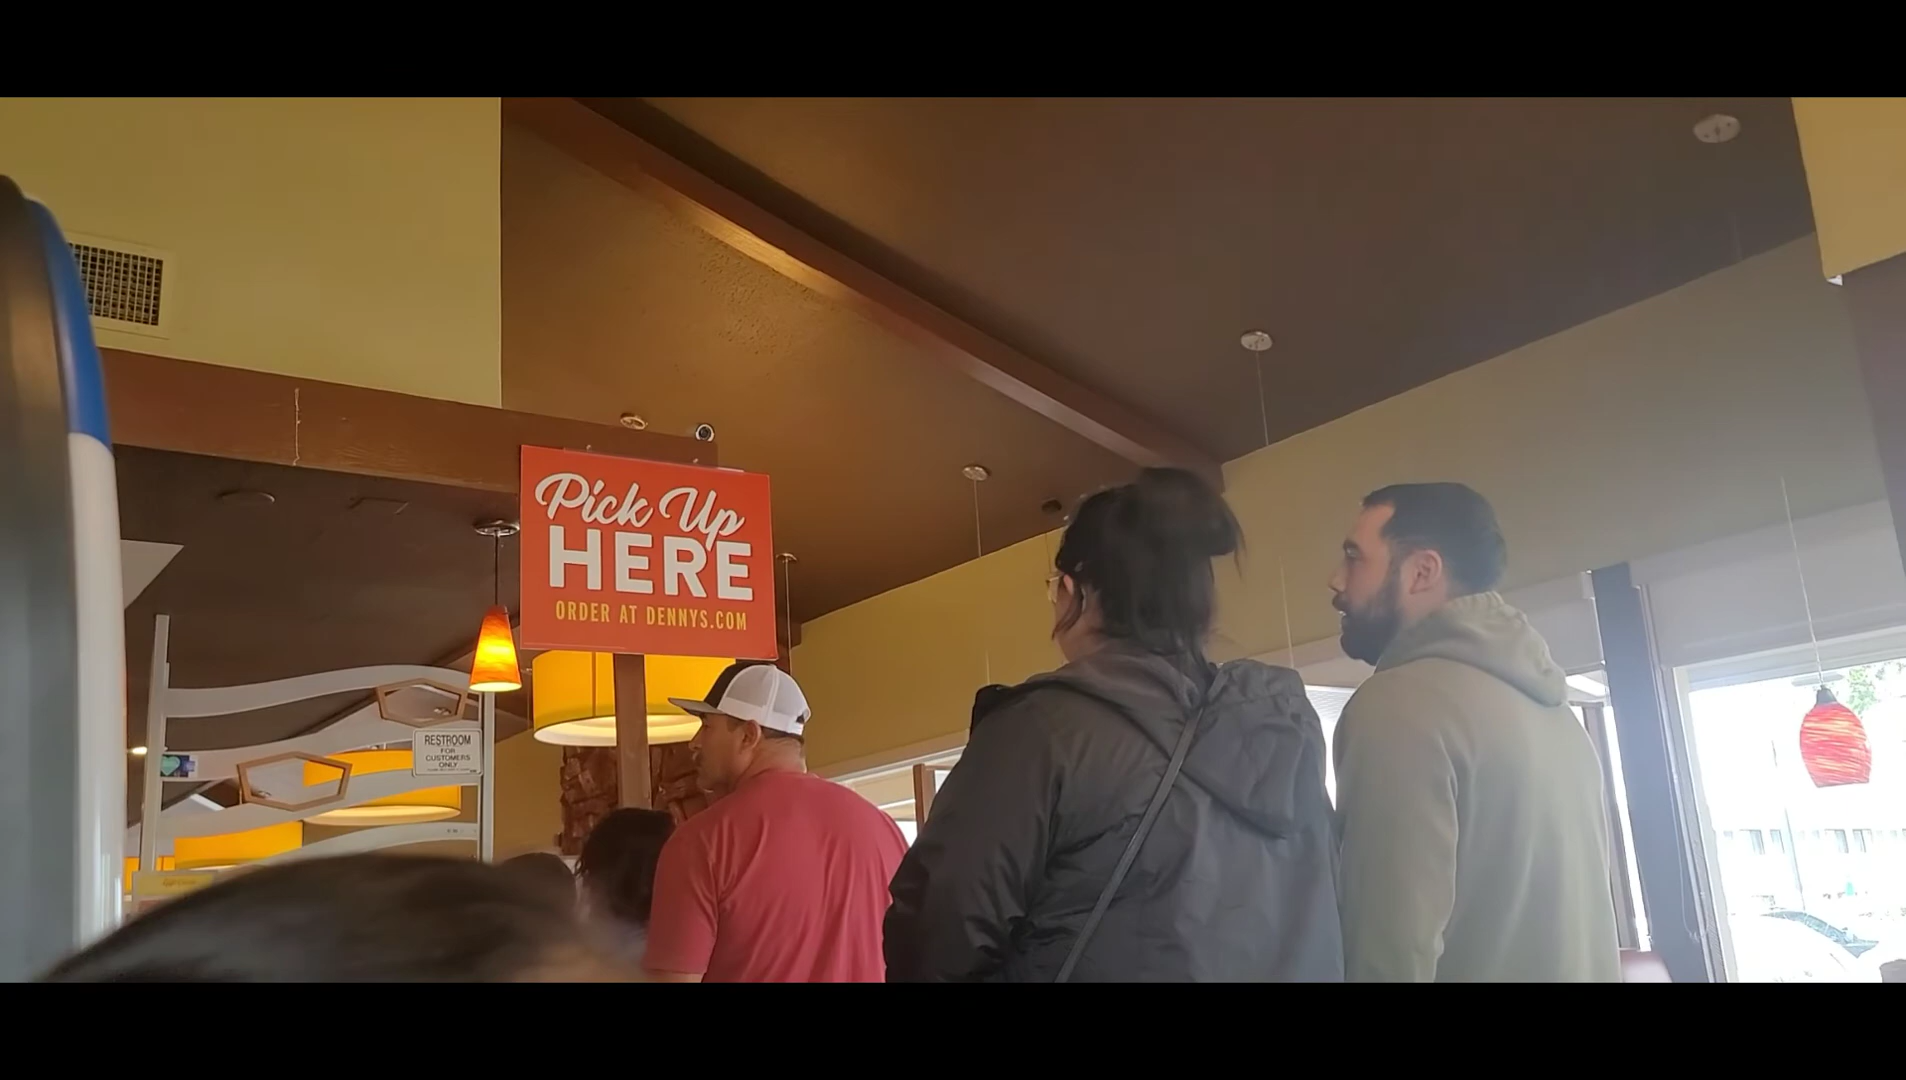 Pick Up
HERE
ORDER AT DENNYS.COM
RESTROOM
FOR
CUSTOMERS
ONLY